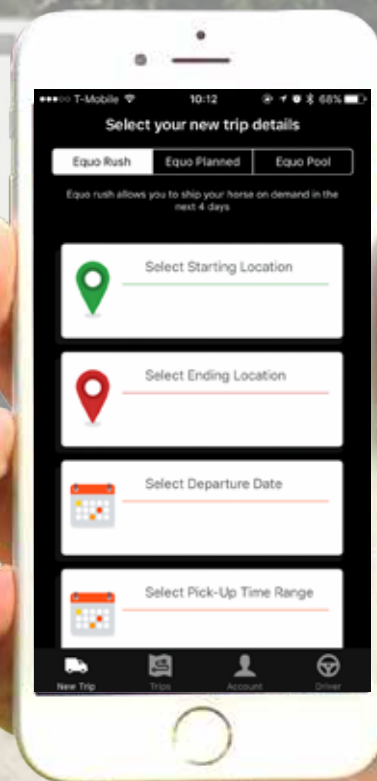 T-Mobile 10:12 68%
Select your new trip details
Equo Rush Equo Planned Equo Pool
Equo rush allows you to ship your horse on demand in the
next 4 days
Select Starting Location
Select Ending Location
Select Departure Date
Select Pick-Up Time Range
New Trip Trips Account Driver